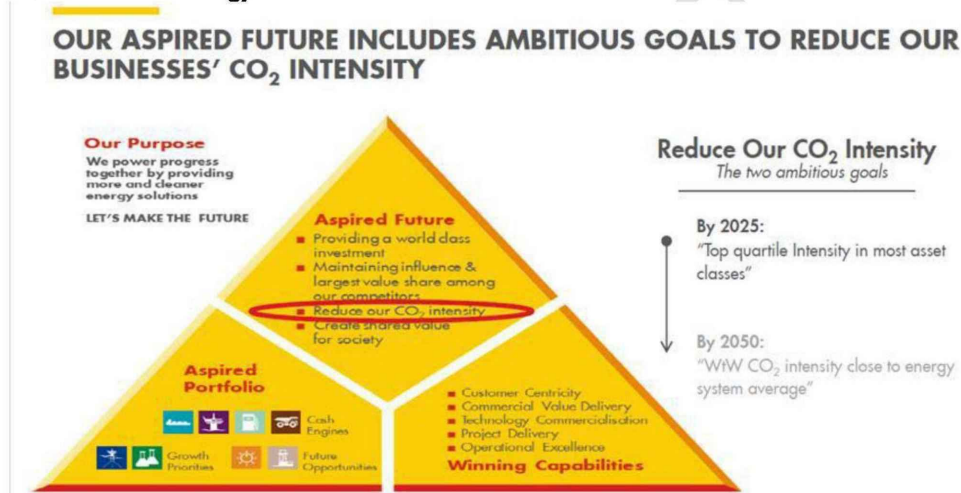 OUR ASPIRED FUTURE INCLUDES AMBITIOUS GOALS TO REDUCE OUR
BUSINESSES' CO₂ INTENSITY
Our Purpose
We power progress
together by providing
more and cleaner
energy solutions
LET'S MAKE THE FUTURE
Aspired Future
Providing a world class
investment
Maintaining influence &
largest value share among
our competitors
Reduce our CO₂ intensity
Create shared value
for society
Aspired
Portfolio
Cash
Engines
Growth
Priorities
Future
Opportunities
Customer Centricity
Commercial Value Delivery
Technology Commercialisation
Project Delivery
Operational Excellence
Winning Capabilities
Reduce Our CO₂ Intensity
The two ambitious goals
By 2025:
"Top quartile Intensity in most asset
classes"
By 2050:
"WtW CO₂ intensity close to energy
system average"